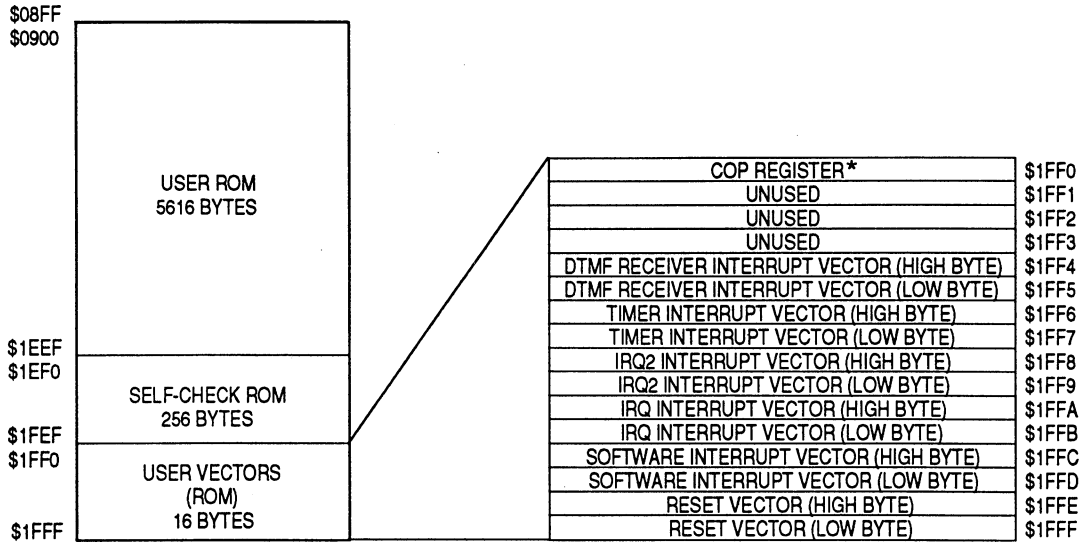 $08FF
$0900
USER ROM
5616 BYTES
$1EEF
$1EF0
SELF-CHECK ROM
256 BYTES
$1FEF
$1FF0
USER VECTORS
(ROM)
16 BYTES
$1FFF
COP REGISTER* $1FF0
UNUSED $1FF1
UNUSED $1FF2
UNUSED $1FF3
DTMF RECEIVER INTERRUPT VECTOR (HIGH BYTE) $1FF4
DTMF RECEIVER INTERRUPT VECTOR (LOW BYTE) $1FF5
TIMER INTERRUPT VECTOR (HIGH BYTE) $1FF6
TIMER INTERRUPT VECTOR (LOW BYTE) $1FF7
IRQ2 INTERRUPT VECTOR (HIGH BYTE) $1FF8
IRQ2 INTERRUPT VECTOR (LOW BYTE) $1FF9
IRQ INTERRUPT VECTOR (HIGH BYTE) $1FFA
IRQ INTERRUPT VECTOR (LOW BYTE) $1FFB
SOFTWARE INTERRUPT VECTOR (HIGH BYTE) $1FFC
SOFTWARE INTERRUPT VECTOR (LOW BYTE) $1FFD
RESET VECTOR (HIGH BYTE) $1FFE
RESET VECTOR (LOW BYTE) $1FFF